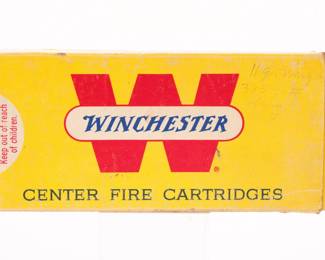 Keep out of reach
of children.
W
WINCHESTER
®
CENTER FIRE CARTRIDGES